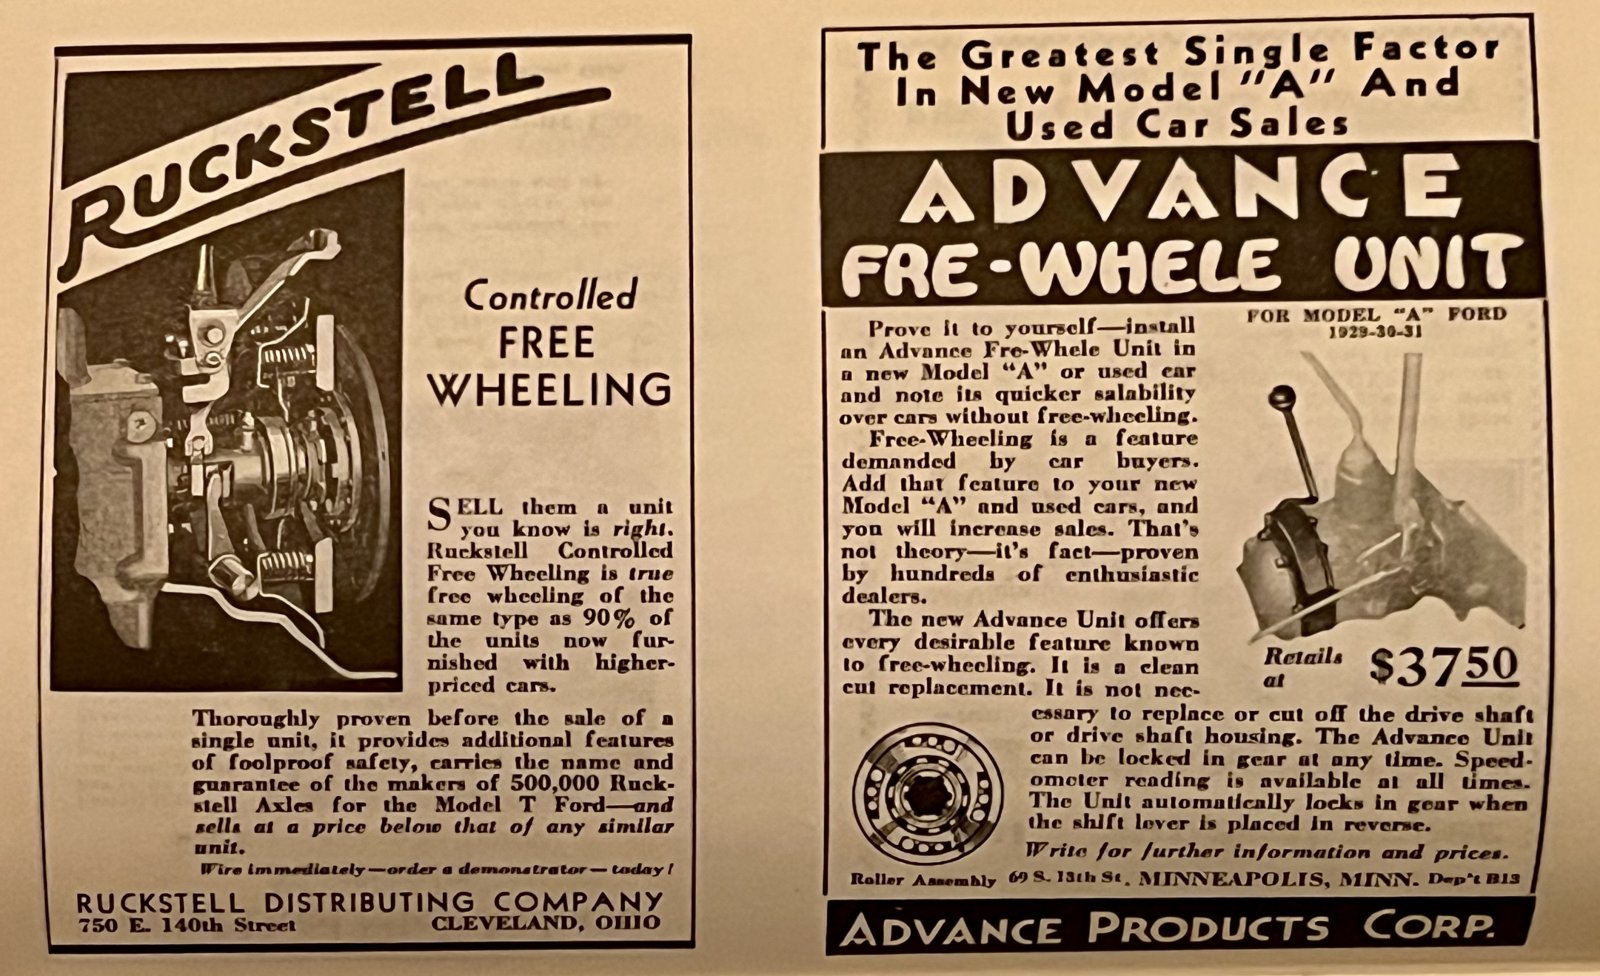 RUCKSTELL
Controlled
FREE
WHEELING
SELL them a unit
you know is right.
Ruckstell Controlled
Free Wheeling is true
free wheeling of the
same type as 90% of
the units now fur-
nished with higher-
priced cars.
Thoroughly proven before the sale of a
single unit, it provides additional features
of foolproof safety, carries the name and
guarantee of the makers of 500,000 Ruck-
stell Axles for the Model T Ford—and
sells at a price below that of any similar
unit.
Wire immediately—order a demonstrator—today!
RUCKSTELL DISTRIBUTING COMPANY
750 E. 140th Street CLEVELAND, OHIO
The Greatest Single Factor
In New Model "A" And
Used Car Sales
ADVANCE
FRE-WHELE UNIT
FOR MODEL "A" FORD
1929-30-31
Prove it to yourself—install
an Advance Fre-Whele Unit in
a new Model "A" or used car
and note its quicker salability
over cars without free-wheeling.
Free-Wheeling is a feature
demanded by car buyers.
Add that feature to your new
Model "A" and used cars, and
you will increase sales. That's
not theory—it's fact—proven
by hundreds of enthusiastic
dealers.
The new Advance Unit offers
every desirable feature known
to free-wheeling. It is a clean
cut replacement. It is not nec-
Retails
at $3750
essary to replace or cut off the drive shaft
or drive shaft housing. The Advance Unit
can be locked in gear at any time. Speed-
ometer reading is available at all times.
The Unit automatically locks in gear when
the shift lever is placed in reverse.
Write for further information and prices.
Roller Assembly 69 S. 13th St. MINNEAPOLIS, MINN. Dep't B13
ADVANCE PRODUCTS CORP.